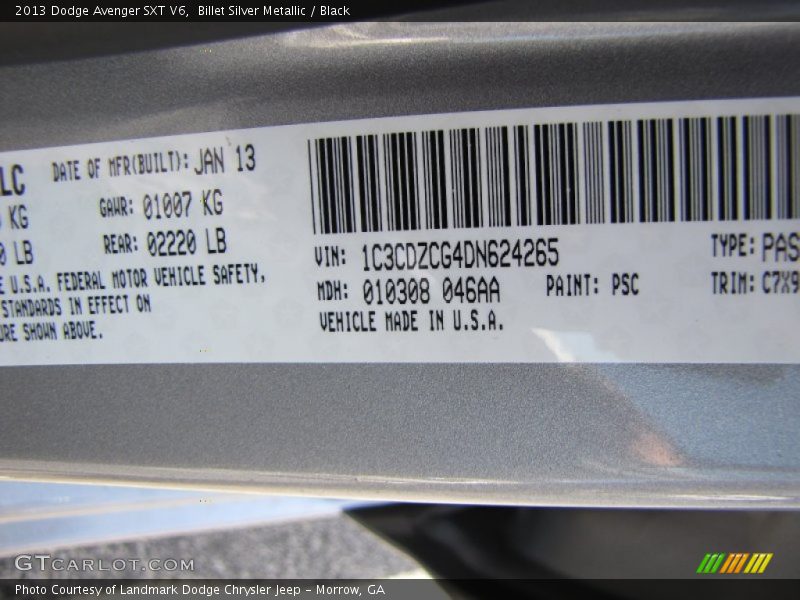 2013 Dodge Avenger SXT V6,  Billet Silver Metallic / Black
LC
DATE OF MFR(BUILT): JAN 13
KG
GAWR: 01007 KG
LB
REAR: 02220 LB
U.S.A. FEDERAL MOTOR VEHICLE SAFETY,
STANDARDS IN EFFECT ON
SHOWN ABOVE.
VIN: 1C3CDZCG4DN624265
TYPE: PAS
MDH: 010308 046AA
PAINT: PSC
TRIM: C7X9
VEHICLE MADE IN U.S.A.
GTCARLOT.COM
Photo Courtesy of Landmark Dodge Chrysler Jeep – Morrow, GA